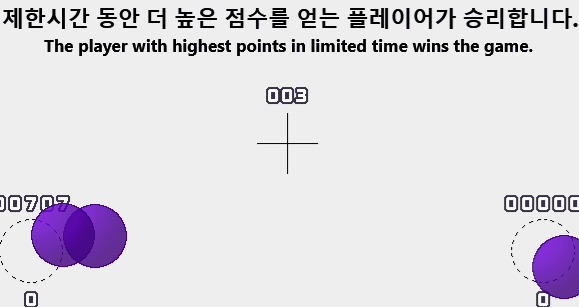 제한시간 동안 더 높은 점수를 얻는 플레이어가 승리합니다.
The player with highest points in limited time wins the game.
003
00707 00000
0 0